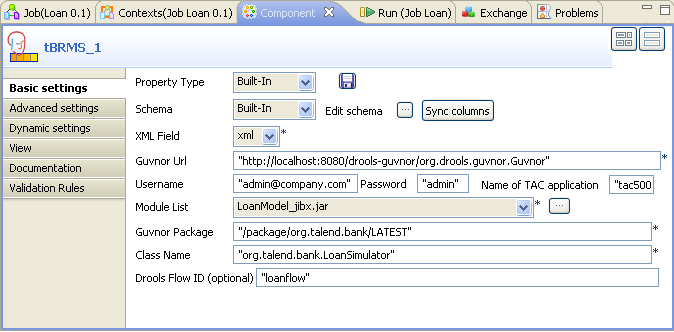 Job(Loan 0.1) Contexts(Job Loan 0.1) Component Run (Job Loan) Exchange Problems
tBRMS_1
Basic settings
Advanced settings
Dynamic settings
View
Documentation
Validation Rules
Property Type Built-In
Schema Built-In Edit schema ... Sync columns
XML Field xml *
Guvnor Url "http://localhost:8080/drools-guvnor/org.drools.guvnor.Guvnor" *
Username "admin@company.com" Password "admin" Name of TAC application "tac500
Module List LoanModel_jibx.jar * ...
Guvnor Package "/package/org.talend.bank/LATEST" *
Class Name "org.talend.bank.LoanSimulator" *
Drools Flow ID (optional) "loanflow"